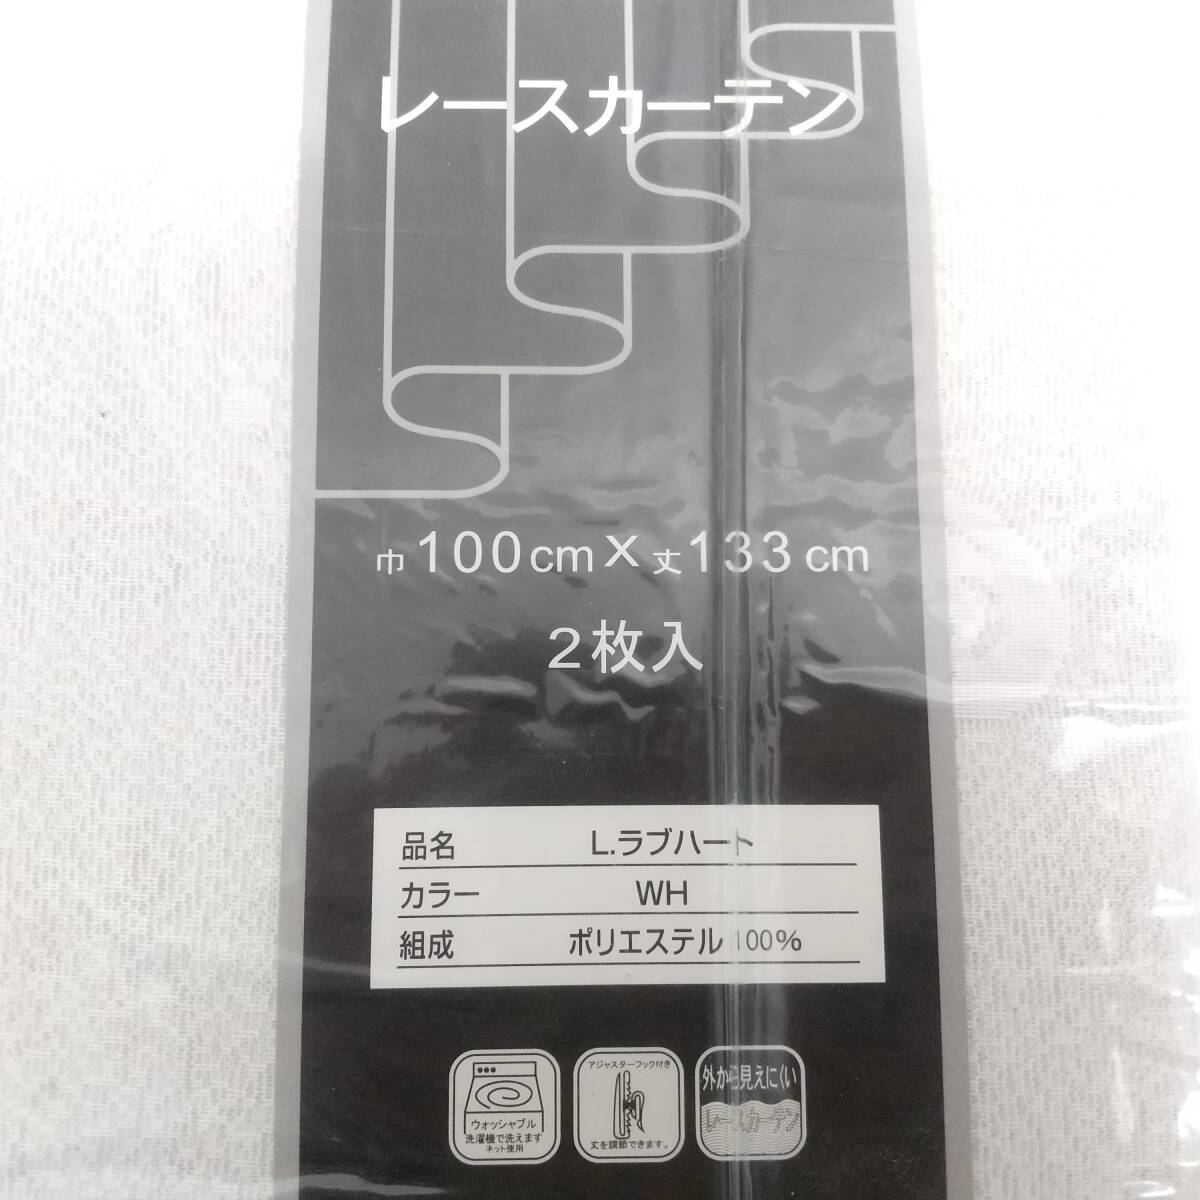 レースカーテン
巾100cm×丈133cm
2枚入
品名 L.ラブハート
カラー WH
組成 ポリエステル 100%
ウォッシャブル
洗濯機で洗えます
ネット使用
アジャスターフック付き
丈を調節できます。
外から見えにくい
レースカーテン